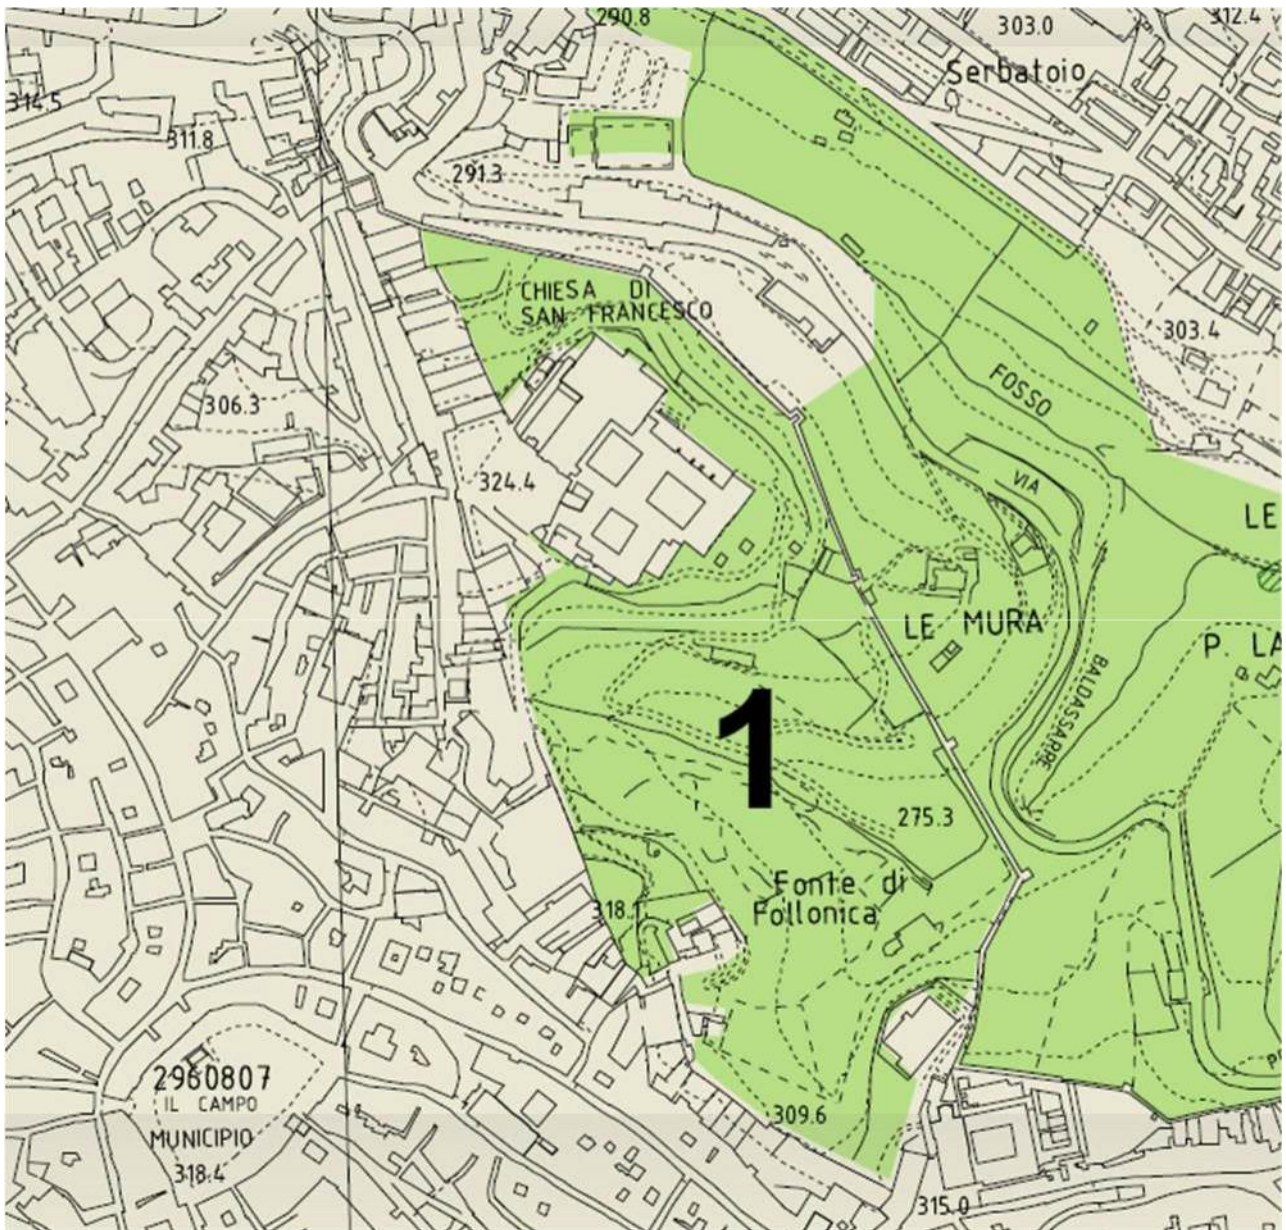 290.8
303.0
312.4
Serbatoio
314.5
311.8
291.3
CHIESA DI
SAN FRANCESCO
303.4
306.3
FOSSO
324.4
VIA
LE
LE MURA
P. LA
BALDASSARRE
1
275.3
Fonte di
Follonica
318.1
2960807
IL CAMPO
MUNICIPIO
318.4
309.6
315.0